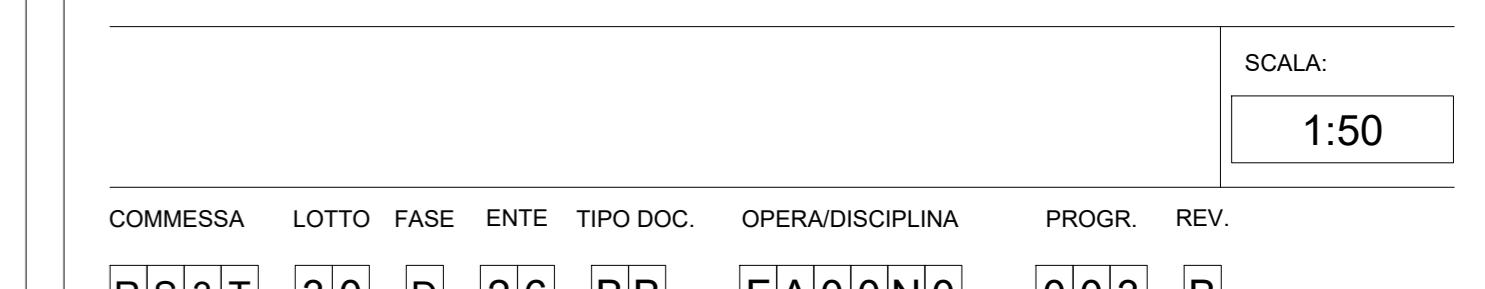 SCALA:
1:50
COMMESSA LOTTO FASE ENTE TIPO DOC. OPERA/DISCIPLINA PROGR. REV.